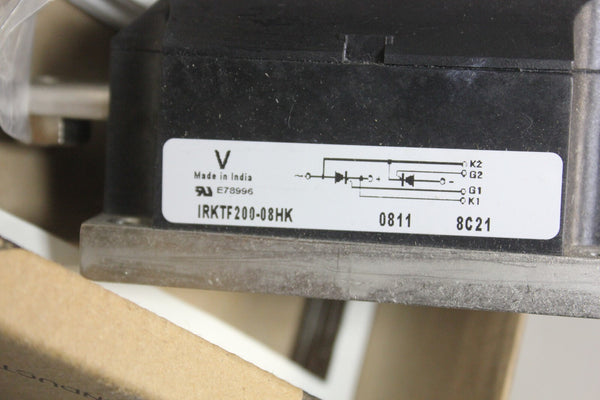 V
Made in India
E78996
~ + -
K2
G2
G1
K1
IRKTF200-08HK 0811 8C21